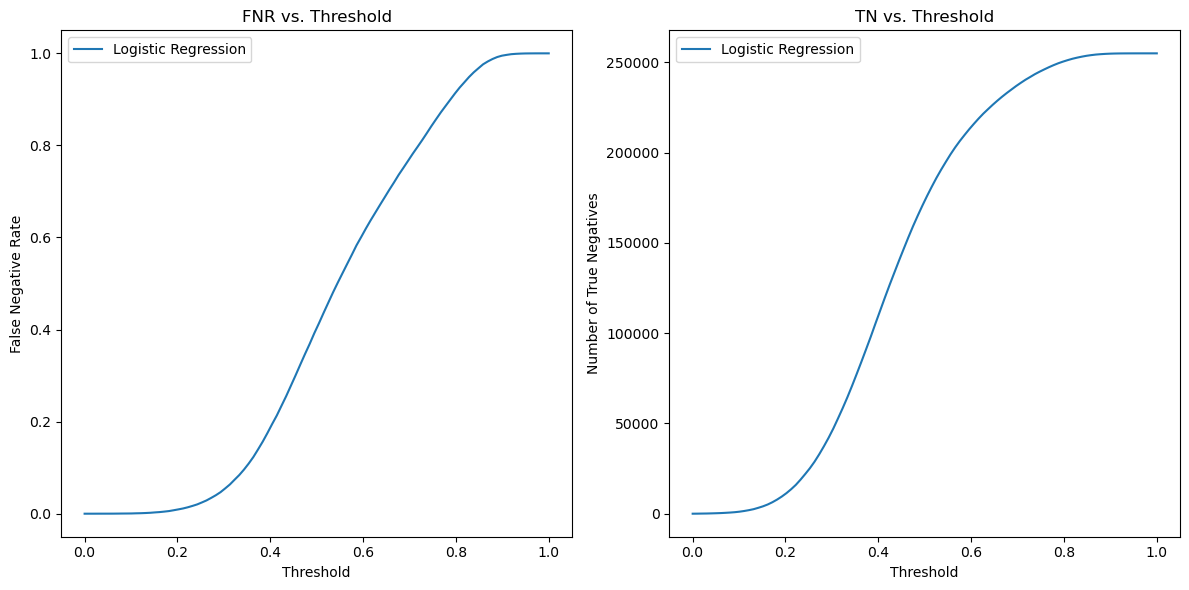 FNR vs. Threshold
Logistic Regression
False Negative Rate
1.0
0.8
0.6
0.4
0.2
0.0
0.0 0.2 0.4 0.6 0.8 1.0
Threshold
TN vs. Threshold
Logistic Regression
Number of True Negatives
250000
200000
150000
100000
50000
0
0.0 0.2 0.4 0.6 0.8 1.0
Threshold